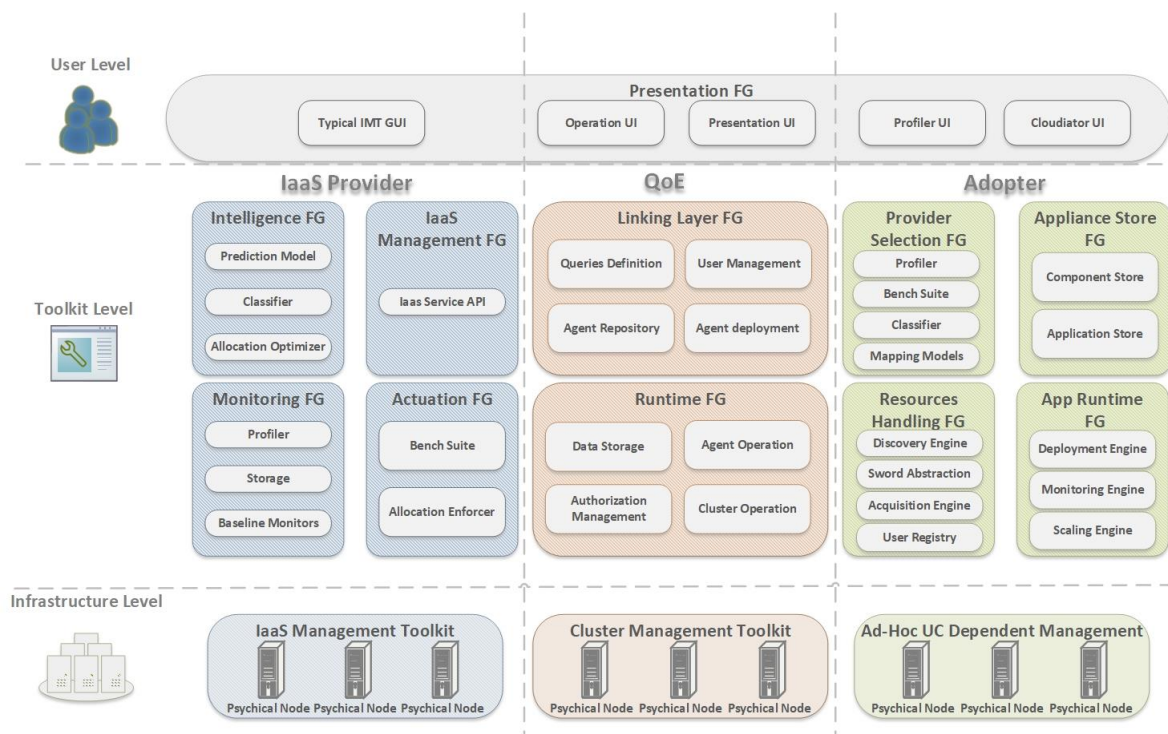 User Level
Presentation FG
Typical IMT GUI
Operation UI
Presentation UI
Profiler UI
Cloudiator UI
IaaS Provider
QoE
Adopter
Toolkit Level
Intelligence FG
Prediction Model
Classifier
Allocation Optimizer
IaaS
Management FG
Iaas Service API
Linking Layer FG
Queries Definition
User Management
Agent Repository
Agent deployment
Provider
Selection FG
Profiler
Bench Suite
Classifier
Mapping Models
Appliance Store
FG
Component Store
Application Store
Monitoring FG
Profiler
Storage
Baseline Monitors
Actuation FG
Bench Suite
Allocation Enforcer
Runtime FG
Data Storage
Agent Operation
Authorization
Management
Cluster Operation
Resources
Handling FG
Discovery Engine
Sword Abstraction
Acquisition Engine
User Registry
App Runtime
FG
Deployment Engine
Monitoring Engine
Scaling Engine
Infrastructure Level
IaaS Management Toolkit
Psychical Node
Psychical Node
Psychical Node
Cluster Management Toolkit
Psychical Node
Psychical Node
Psychical Node
Ad-Hoc UC Dependent Management
Psychical Node
Psychical Node
Psychical Node